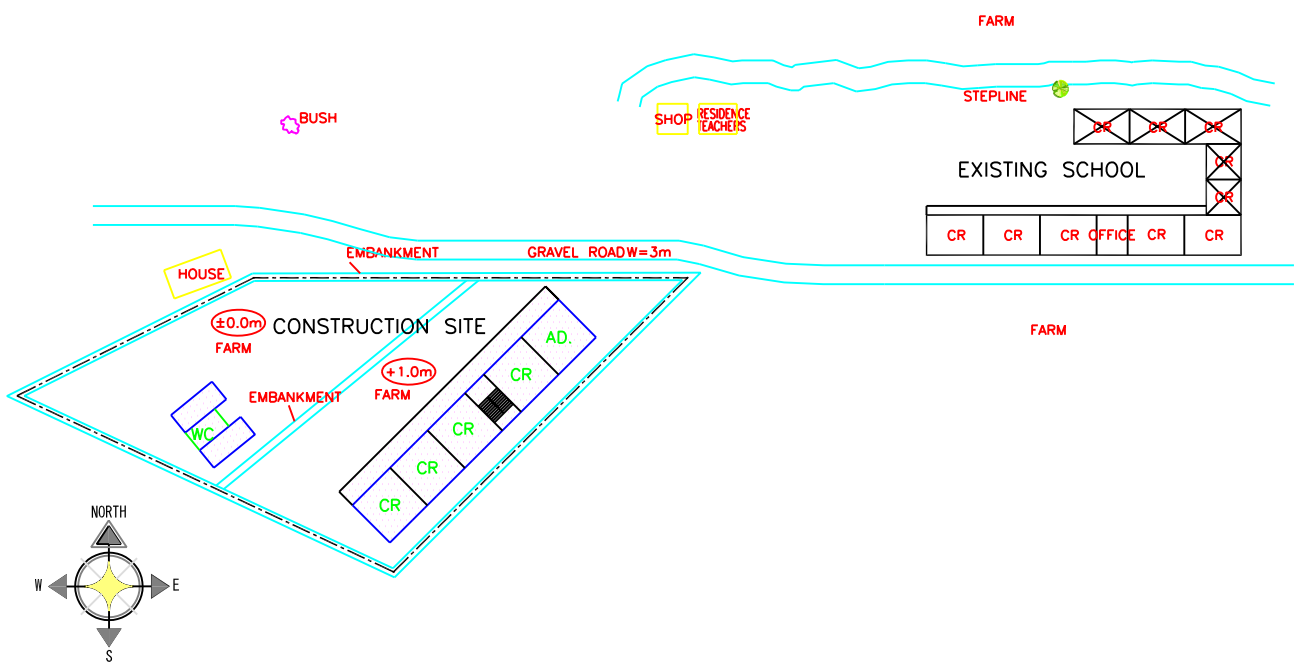 FARM
STEPLINE
BUSH
SHOP
RESIDENCE
TEACHERS
CR CR CR
CR
EXISTING SCHOOL
CR
CR CR CR OFFICE CR CR
EMBANKMENT
GRAVEL ROAD W=3m
HOUSE
±0.0m
CONSTRUCTION SITE
FARM
FARM
AD.
+1.0m
CR
FARM
EMBANKMENT
WC
CR
CR
CR
NORTH
W E
S